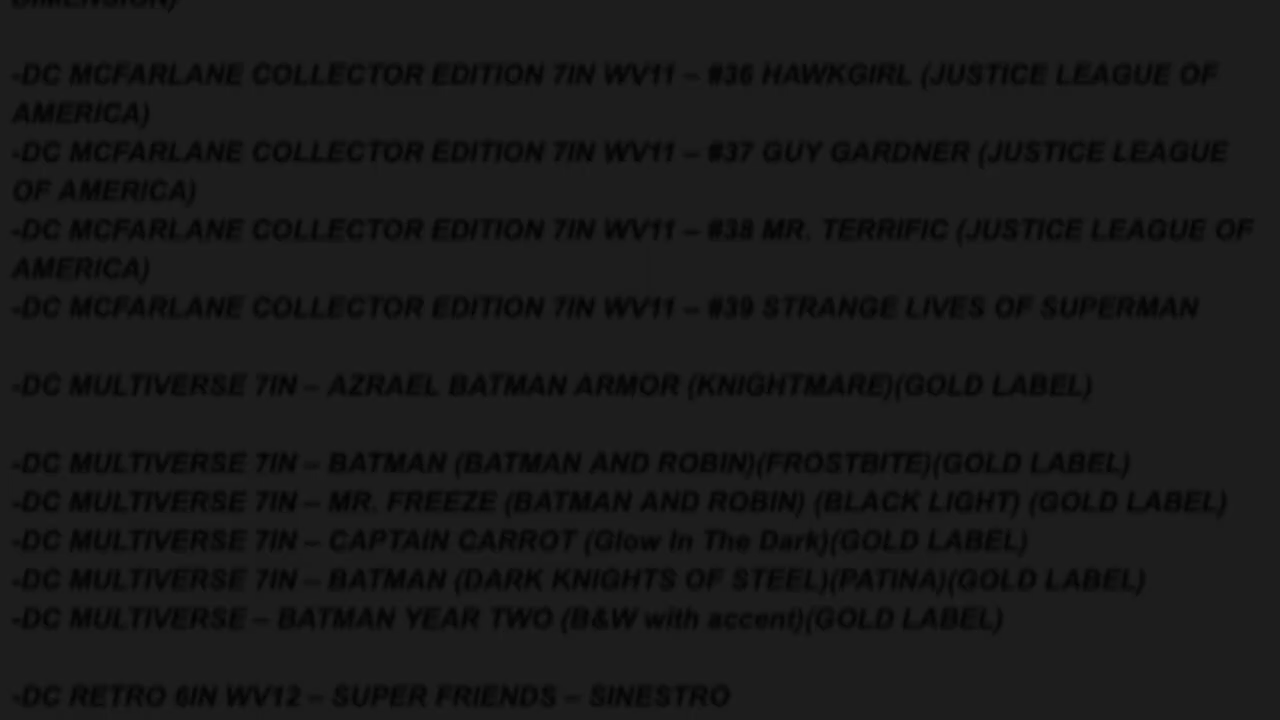 DIMENSION)
-DC MCFARLANE COLLECTOR EDITION 7IN WV11 – #36 HAWKGIRL (JUSTICE LEAGUE OF
AMERICA)
-DC MCFARLANE COLLECTOR EDITION 7IN WV11 – #37 GUY GARDNER (JUSTICE LEAGUE
OF AMERICA)
-DC MCFARLANE COLLECTOR EDITION 7IN WV11 – #38 MR. TERRIFIC (JUSTICE LEAGUE OF
AMERICA)
-DC MCFARLANE COLLECTOR EDITION 7IN WV11 – #39 STRANGE LIVES OF SUPERMAN
-DC MULTIVERSE 7IN – AZRAEL BATMAN ARMOR (KNIGHTMARE)(GOLD LABEL)
-DC MULTIVERSE 7IN – BATMAN (BATMAN AND ROBIN)(FROSTBITE)(GOLD LABEL)
-DC MULTIVERSE 7IN – MR. FREEZE (BATMAN AND ROBIN) (BLACK LIGHT) (GOLD LABEL)
-DC MULTIVERSE 7IN – CAPTAIN CARROT (Glow In The Dark)(GOLD LABEL)
-DC MULTIVERSE 7IN – BATMAN (DARK KNIGHTS OF STEEL)(PATINA)(GOLD LABEL)
-DC MULTIVERSE – BATMAN YEAR TWO (B&W with accent)(GOLD LABEL)
-DC RETRO 6IN WV12 – SUPER FRIENDS – SINESTRO